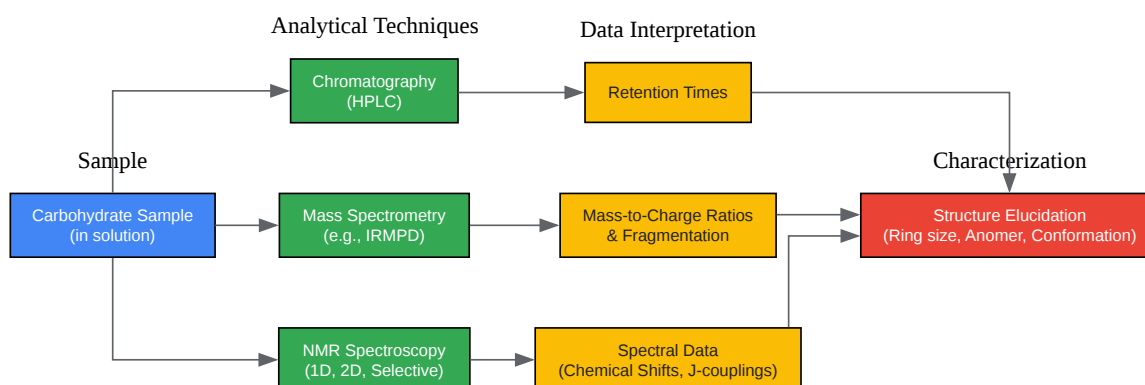 Analytical Techniques
Data Interpretation
Chromatography
(HPLC)
Retention Times
Sample
Characterization
Carbohydrate Sample
(in solution)
Mass Spectrometry
(e.g., IRMPD)
Mass-to-Charge Ratios
& Fragmentation
Structure Elucidation
(Ring size, Anomer, Conformation)
NMR Spectroscopy
(1D, 2D, Selective)
Spectral Data
(Chemical Shifts, J-couplings)